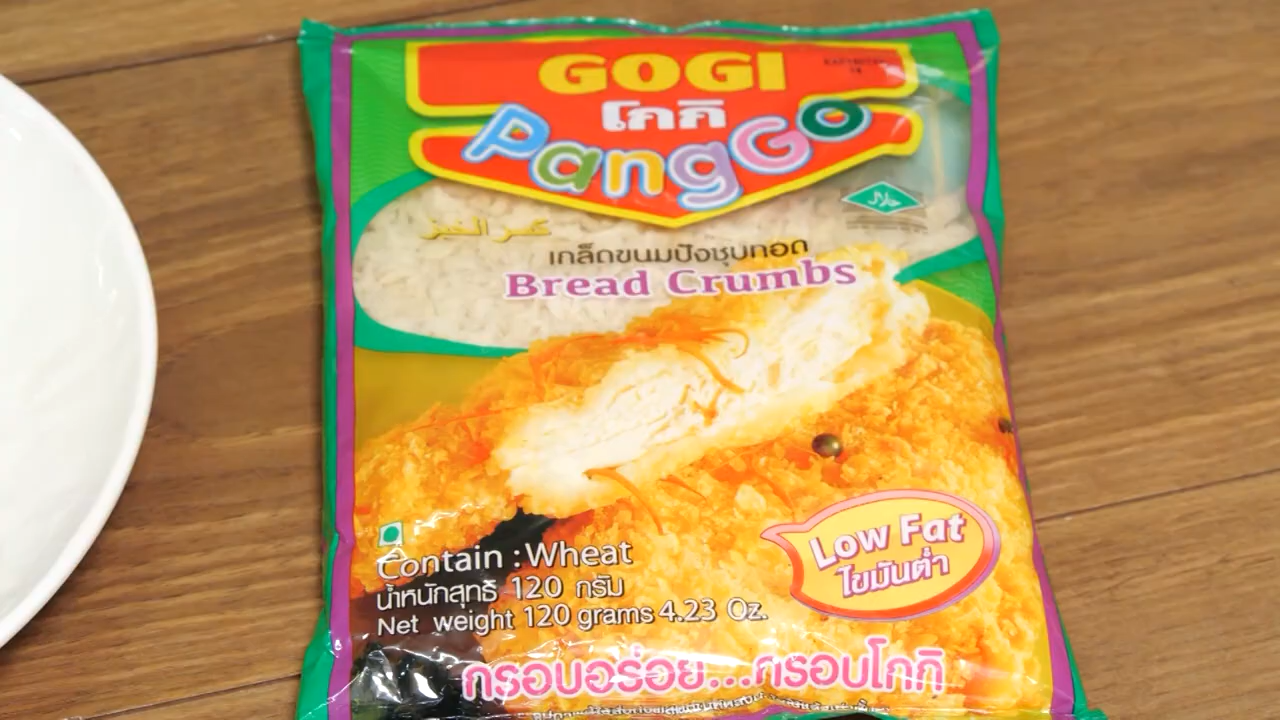 GOGI
โกกิ
PangGo
حلال
كسر الخبز
เกล็ดขนมปังชุบทอด
Bread Crumbs
Low Fat
ไขมันต่ำ
Contain : Wheat
น้ำหนักสุทธิ 120 กรัม
Net weight 120 grams 4.23 Oz.
กรอบอร่อย...กรอบโกกิ